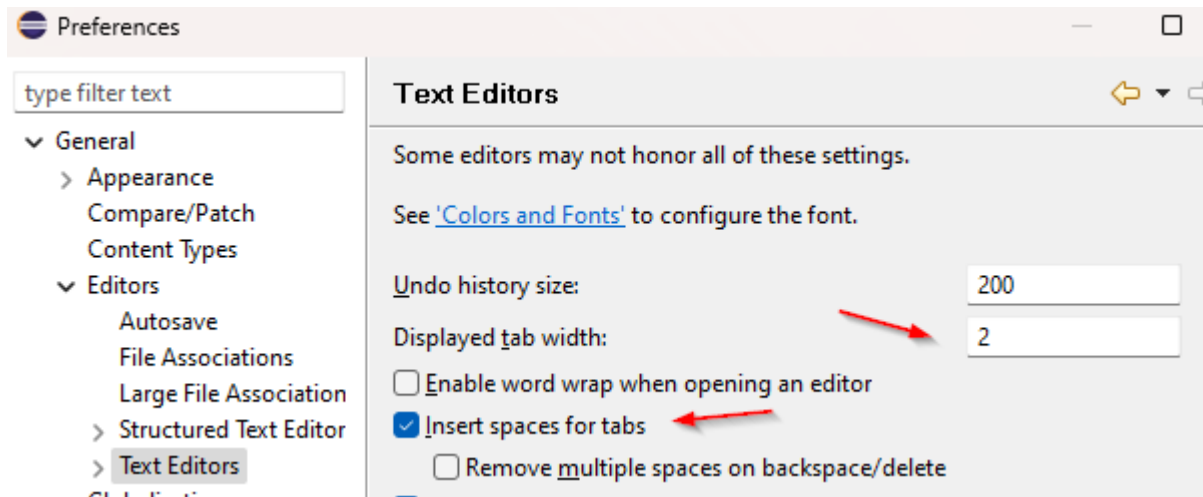 Preferences
type filter text
General
Appearance
Compare/Patch
Content Types
Editors
Autosave
File Associations
Large File Association
Structured Text Editor
Text Editors
Text Editors
Some editors may not honor all of these settings.
See 'Colors and Fonts' to configure the font.
Undo history size: 200
Displayed tab width: 2
Enable word wrap when opening an editor
Insert spaces for tabs
Remove multiple spaces on backspace/delete